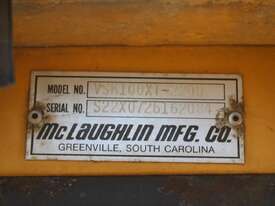 MODEL NO.
SERIAL NO.
McLAUGHLIN MFG. CO.
GREENVILLE, SOUTH CAROLINA